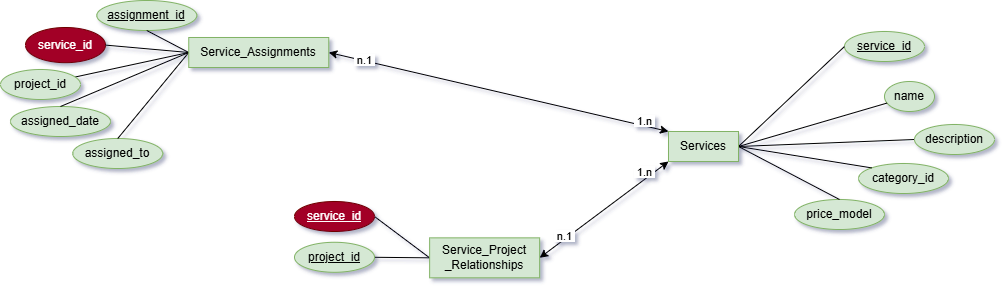 assignment_id
service_id
Service_Assignments
project_id
assigned_date
assigned_to
n.1
1.n
service_id
name
Services
description
category_id
price_model
1.n
service_id
n.1
project_id
Service_Project
_Relationships